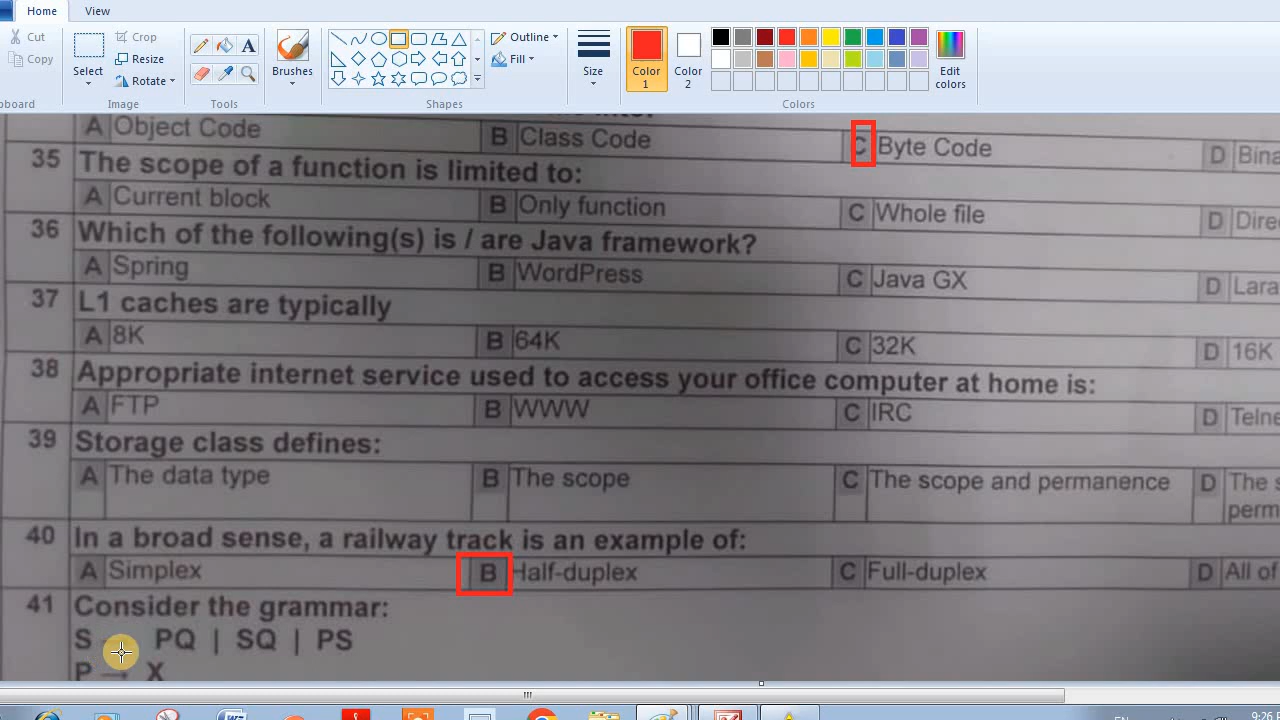 Home View
Cut
Copy
Select
Crop
Resize
Rotate
Brushes
Outline
Fill
Size
Color 1
Color 2
Edit colors
Image
Tools
Shapes
Colors
A Object Code B Class Code C Byte Code D
35 The scope of a function is limited to:
A Current block B Only function C Whole file D
36 Which of the following(s) is / are Java framework?
A Spring B WordPress C Java GX D
37 L1 caches are typically
A 8K B 64K C 32K D 16K
38 Appropriate internet service used to access your office computer at home is:
A FTP B WWW C IRC D
39 Storage class defines:
A The data type B The scope C The scope and permanence D The
40 In a broad sense, a railway track is an example of:
A Simplex B Half-duplex C Full-duplex D All of
41 Consider the grammar:
S PQ | SQ | PS
P → X
EN